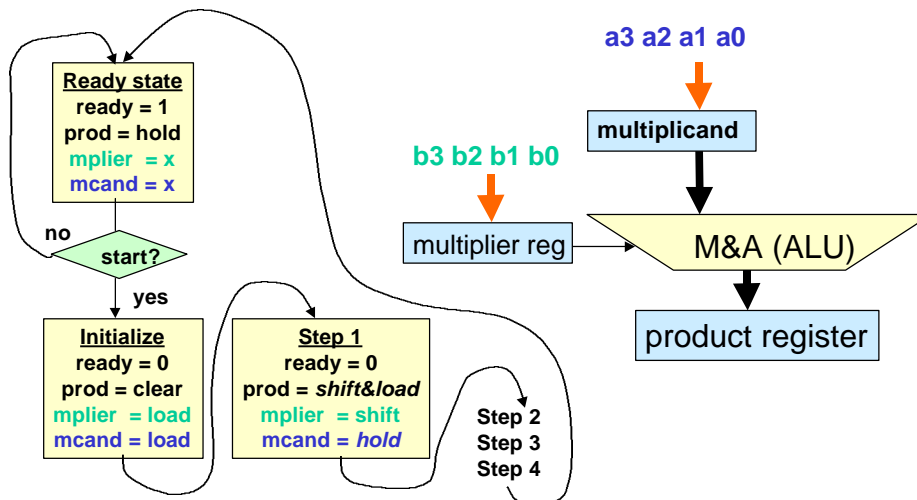 Ready state
ready = 1
prod = hold
mplier = x
mcand = x
no
start?
yes
Initialize
ready = 0
prod = clear
mplier = load
mcand = load
Step 1
ready = 0
prod = shift&load
mplier = shift
mcand = hold
Step 2
Step 3
Step 4
a3 a2 a1 a0
multiplicand
b3 b2 b1 b0
multiplier reg
M&A (ALU)
product register